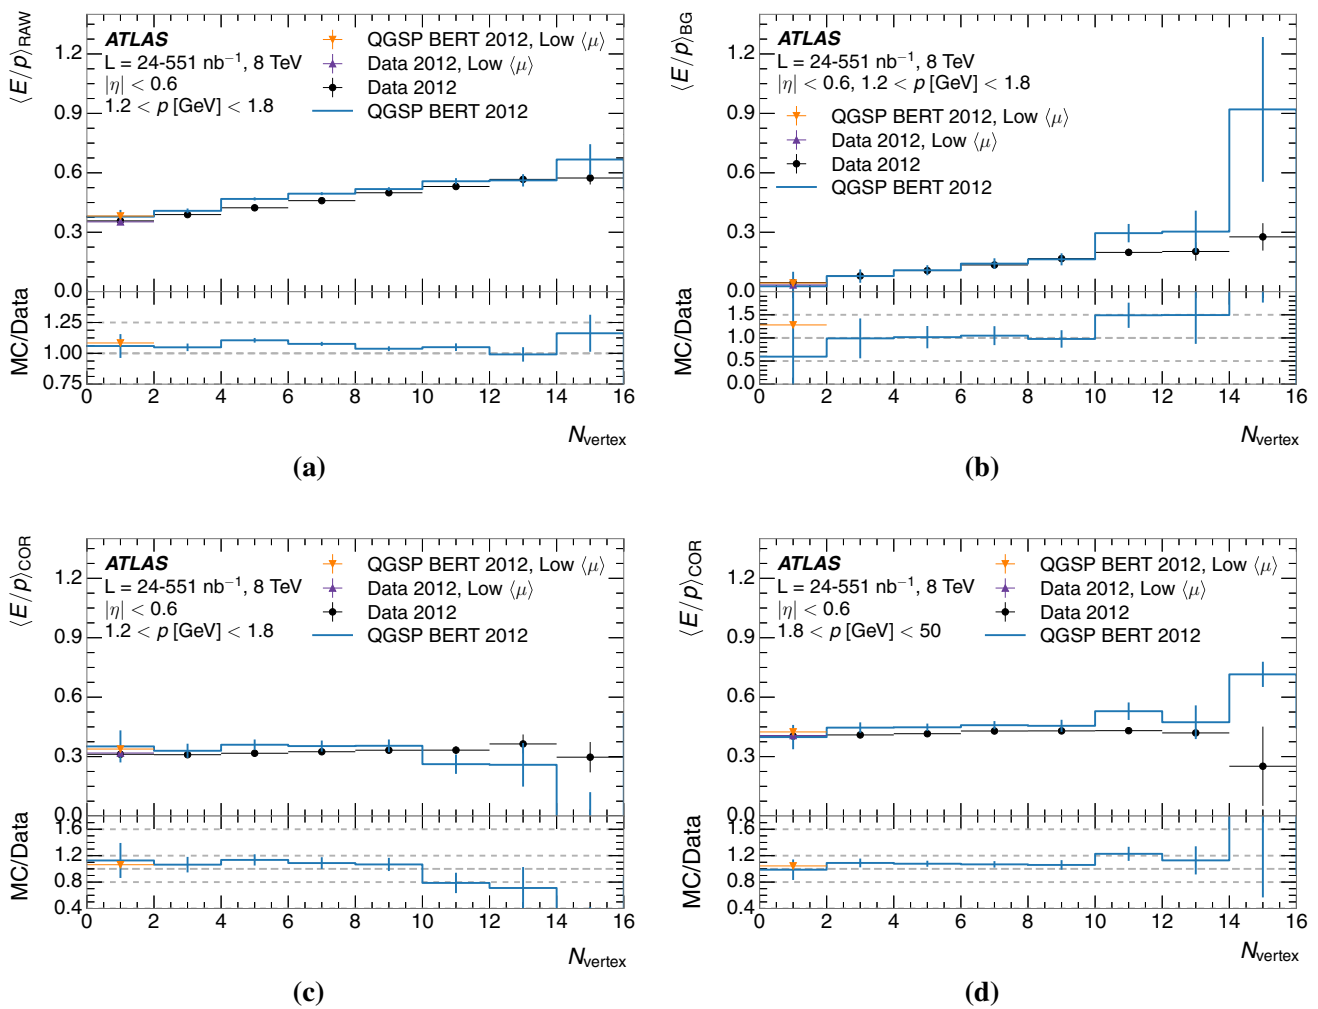 ⟨E/p⟩RAW
1.2
0.9
0.6
0.3
0.0
ATLAS
L = 24-551 nb−1, 8 TeV
|η| < 0.6
1.2 < p [GeV] < 1.8
QGSP BERT 2012, Low ⟨μ⟩
Data 2012, Low ⟨μ⟩
Data 2012
QGSP BERT 2012
MC/Data
1.25
1.00
0.75
0 2 4 6 8 10 12 14 16
Nvertex
(a)
⟨E/p⟩BG
1.2
0.9
0.6
0.3
0.0
ATLAS
L = 24-551 nb−1, 8 TeV
|η| < 0.6, 1.2 < p [GeV] < 1.8
QGSP BERT 2012, Low ⟨μ⟩
Data 2012, Low ⟨μ⟩
Data 2012
QGSP BERT 2012
MC/Data
1.5
1.0
0.5
0.0
0 2 4 6 8 10 12 14 16
Nvertex
(b)
⟨E/p⟩COR
1.2
0.9
0.6
0.3
0.0
ATLAS
L = 24-551 nb−1, 8 TeV
|η| < 0.6
1.2 < p [GeV] < 1.8
QGSP BERT 2012, Low ⟨μ⟩
Data 2012, Low ⟨μ⟩
Data 2012
QGSP BERT 2012
MC/Data
1.6
1.2
0.8
0.4
0 2 4 6 8 10 12 14 16
Nvertex
(c)
⟨E/p⟩COR
1.2
0.9
0.6
0.3
0.0
ATLAS
L = 24-551 nb−1, 8 TeV
|η| < 0.6
1.8 < p [GeV] < 50
QGSP BERT 2012, Low ⟨μ⟩
Data 2012, Low ⟨μ⟩
Data 2012
QGSP BERT 2012
MC/Data
1.6
1.2
0.8
0.4
0 2 4 6 8 10 12 14 16
Nvertex
(d)